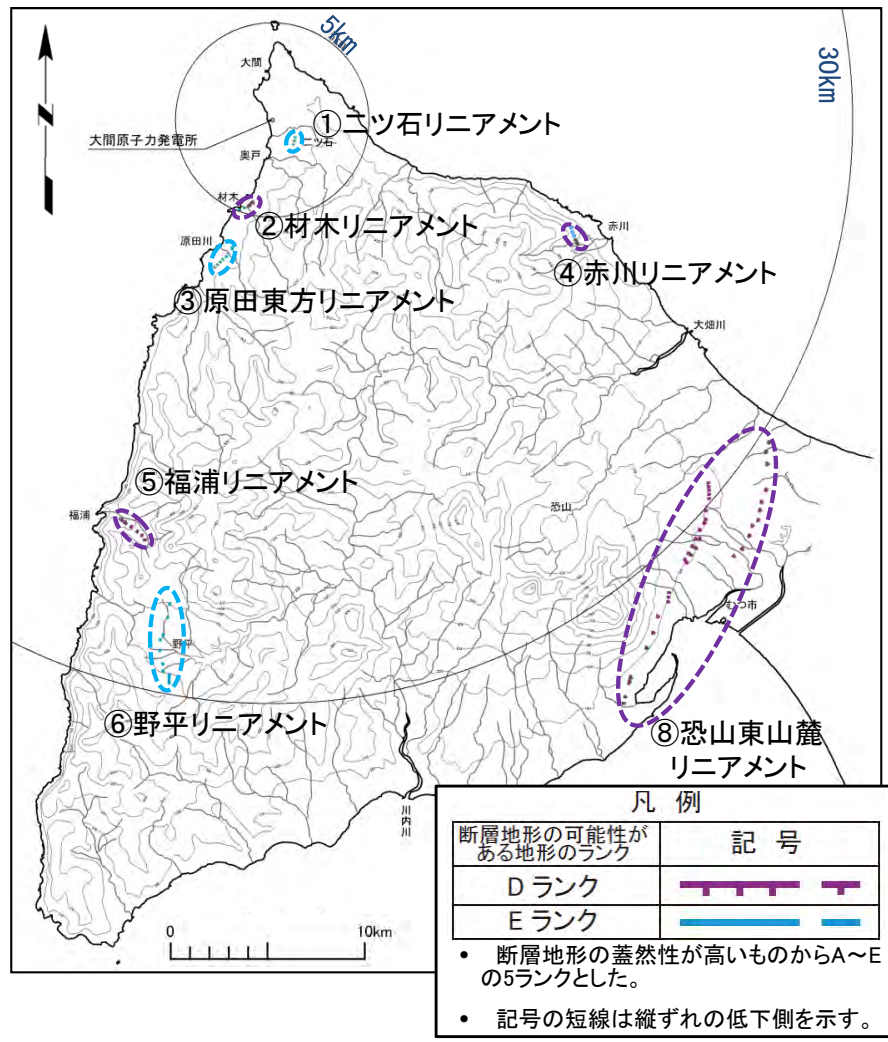 5km
30km
大間
①二ツ石リニアメント
大間原子力発電所
二ツ石
奥戸
材木
②材木リニアメント
赤川
原田川
④赤川リニアメント
③原田東方リニアメント
大畑川
⑤福浦リニアメント
福浦
恐山
むつ市
野平
⑥野平リニアメント
⑧恐山東山麓
リニアメント
川内川
0 10km
凡 例
断層地形の可能性が
ある地形のランク
記 号
Dランク
Eランク
• 断層地形の蓋然性が高いものからA~E
の5ランクとした。
• 記号の短線は縦ずれの低下側を示す。